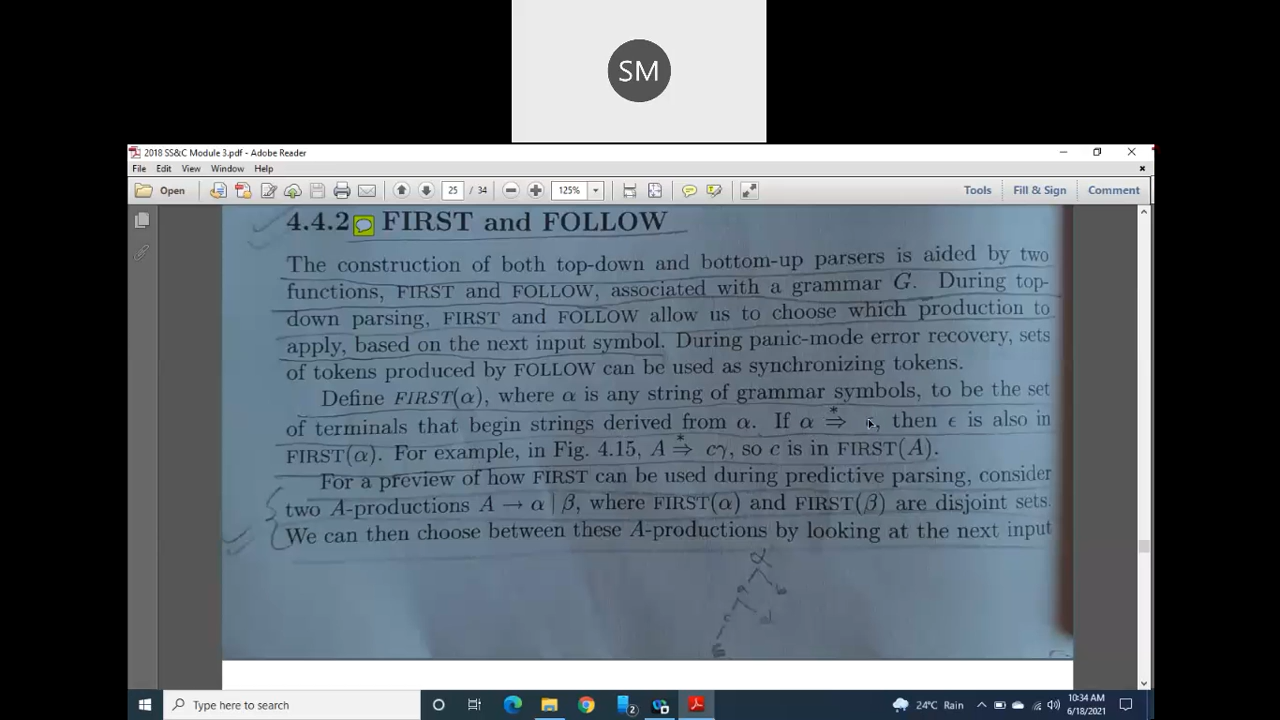 SM
2018 SS&C Module 3.pdf - Adobe Reader
File Edit View Window Help
Open 25 / 34 125% Tools Fill & Sign Comment
4.4.2 FIRST and FOLLOW
The construction of both top-down and bottom-up parsers is aided by two
functions, FIRST and FOLLOW, associated with a grammar G. During top-
down parsing, FIRST and FOLLOW allow us to choose which production to
apply, based on the next input symbol. During panic-mode error recovery, sets
of tokens produced by FOLLOW can be used as synchronizing tokens.
Define FIRST(α), where α is any string of grammar symbols, to be the set
of terminals that begin strings derived from α. If α ⇒* ϵ, then ϵ is also in
FIRST(α). For example, in Fig. 4.15, A ⇒* cγ, so c is in FIRST(A).
For a preview of how FIRST can be used during predictive parsing, consider
two A-productions A → α | β, where FIRST(α) and FIRST(β) are disjoint sets.
We can then choose between these A-productions by looking at the next input
α
Type here to search
2
24°C Rain
10:34 AM
6/18/2021